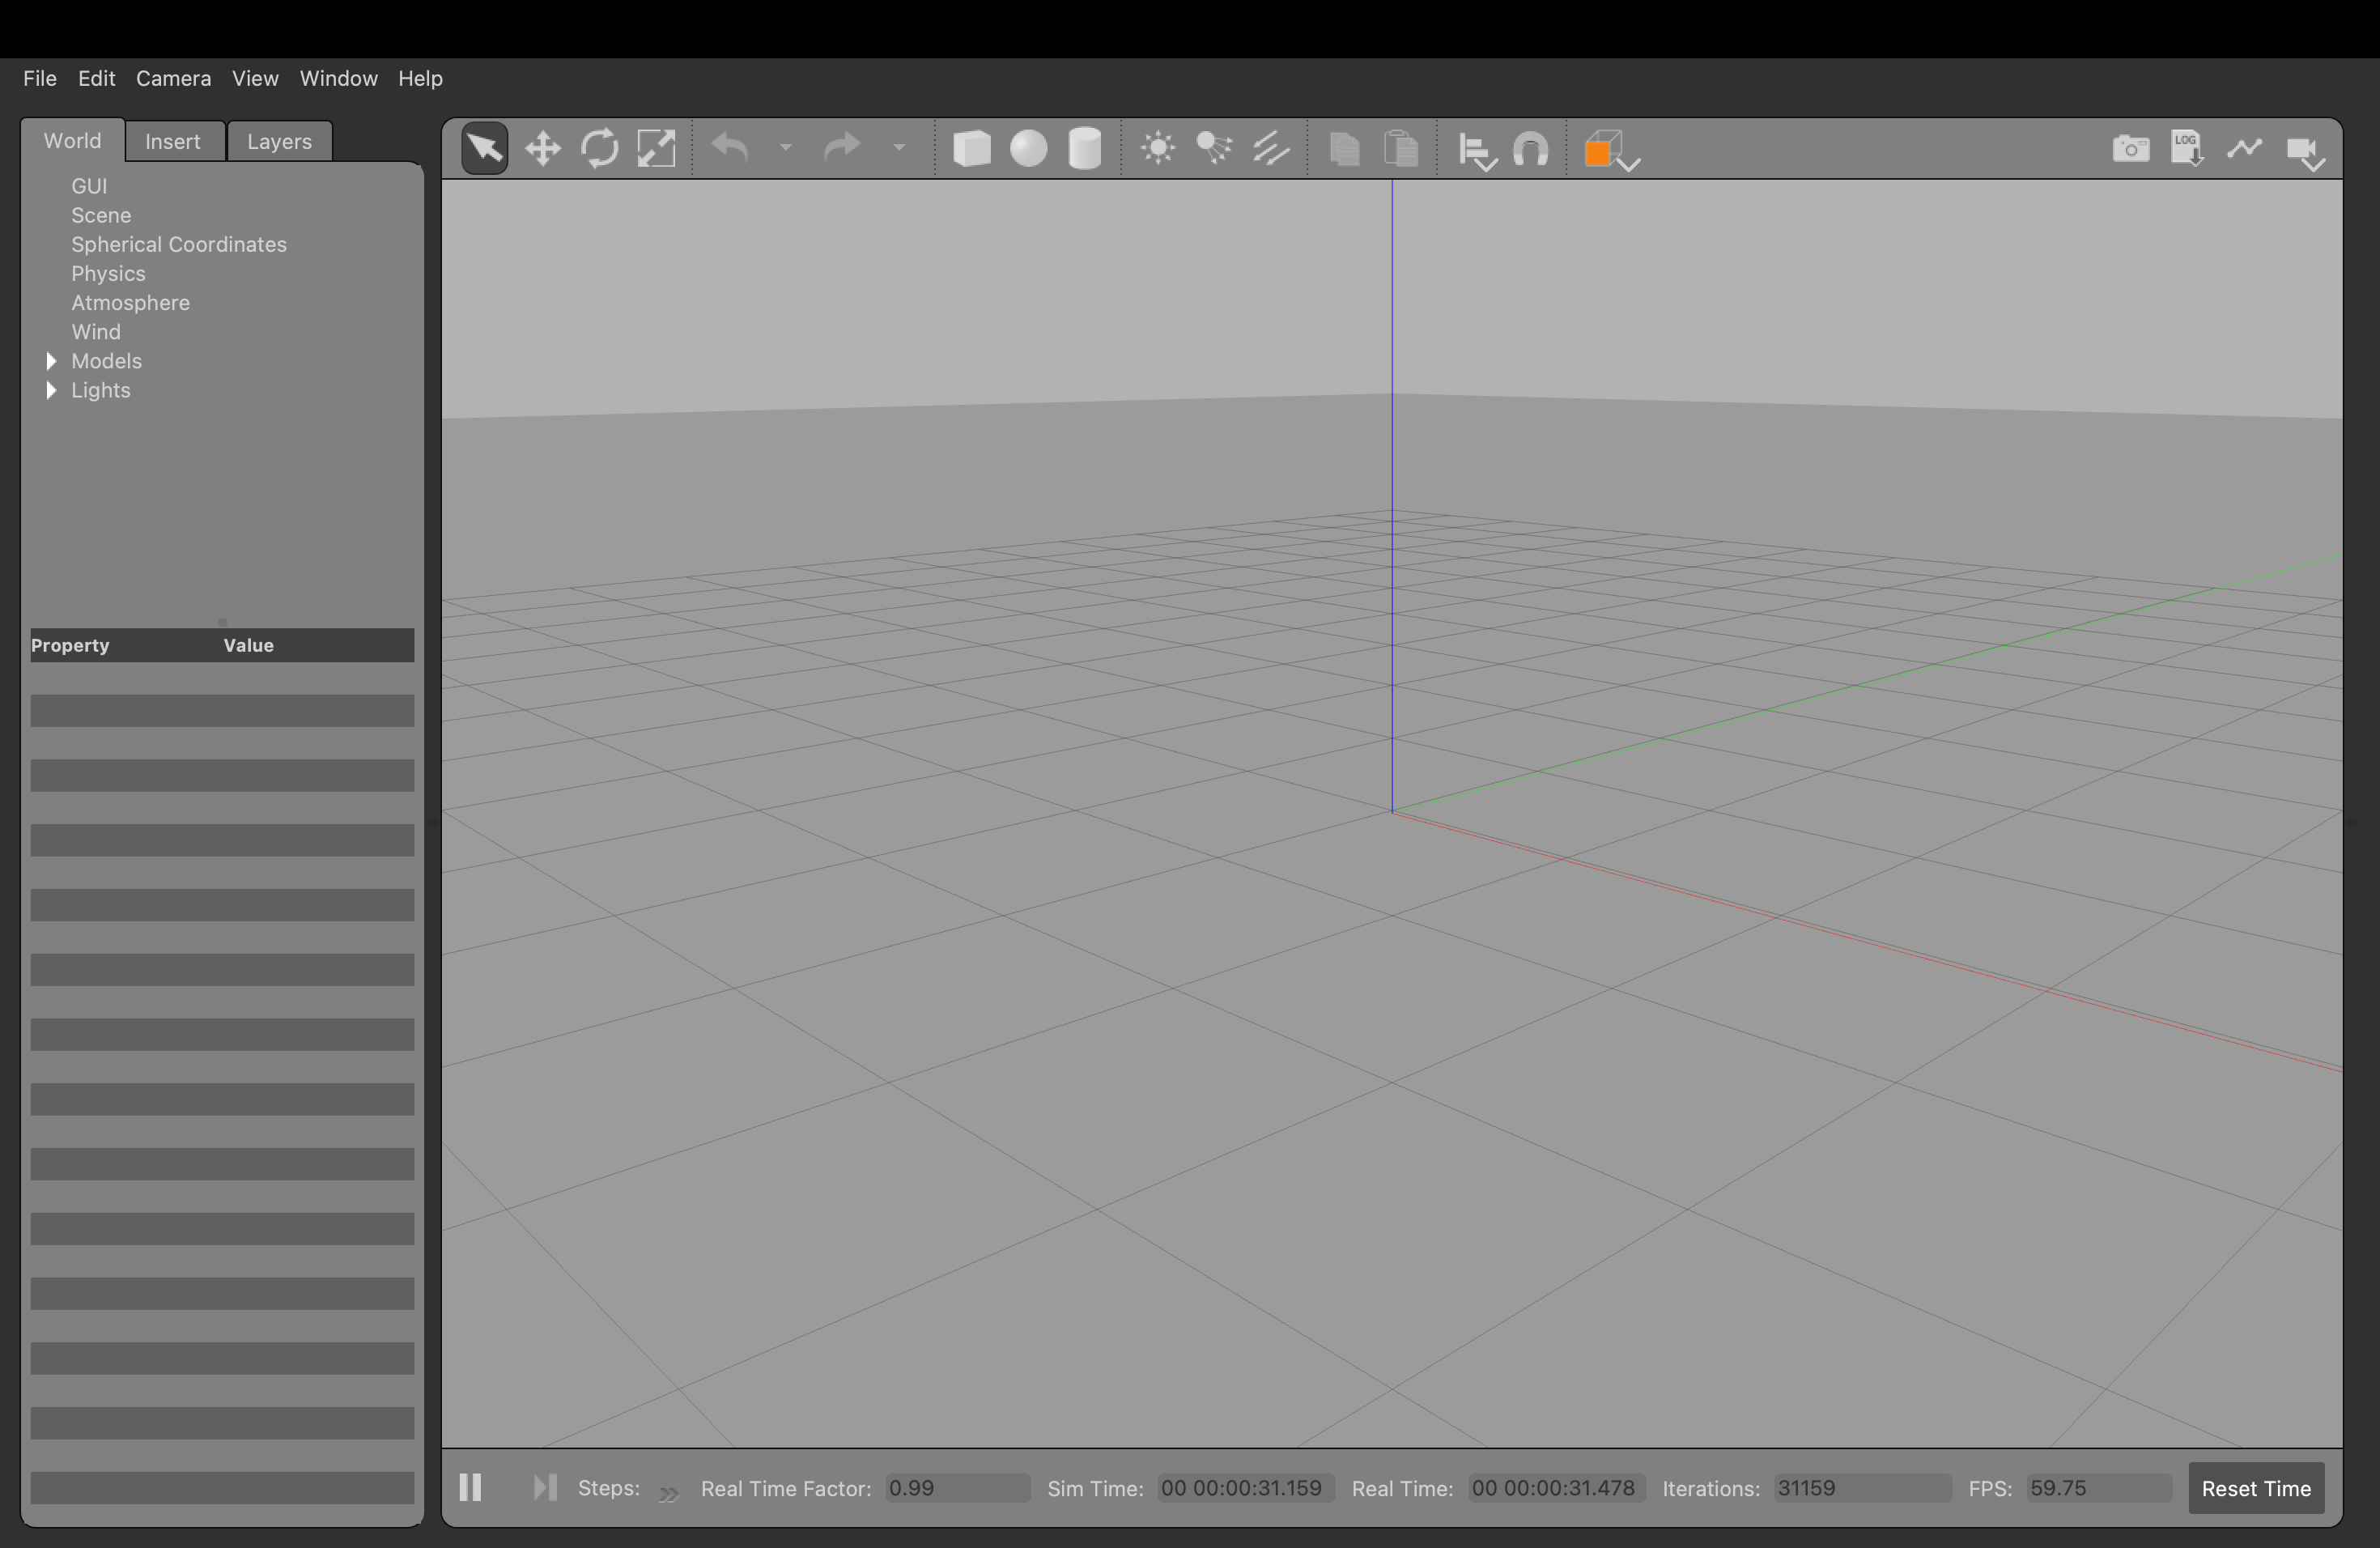 File Edit Camera View Window Help
World Insert Layers
LOG
GUI
Scene
Spherical Coordinates
Physics
Atmosphere
Wind
Models
Lights
Property Value
Steps: Real Time Factor: 0.99 Sim Time: 00 00:00:31.159 Real Time: 00 00:00:31.478 Iterations: 31159 FPS: 59.75 Reset Time